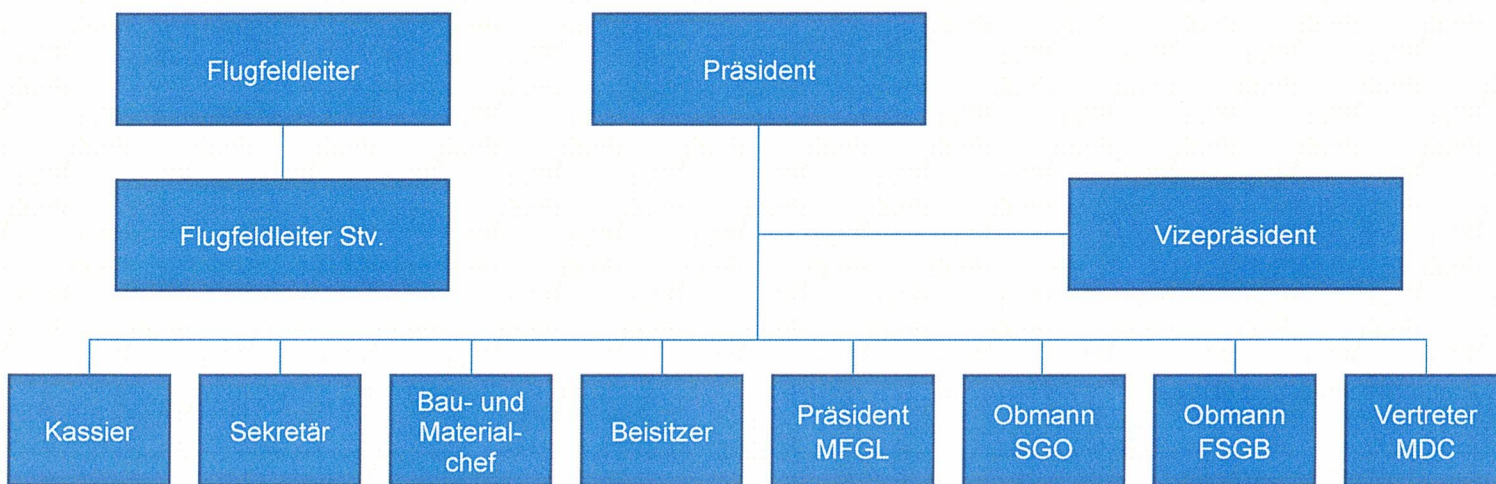 Flugfeldleiter
Präsident
Flugfeldleiter Stv.
Vizepräsident
Kassier
Sekretär
Bau- und
Material-
chef
Beisitzer
Präsident
MFGL
Obmann
SGO
Obmann
FSGB
Vertreter
MDC